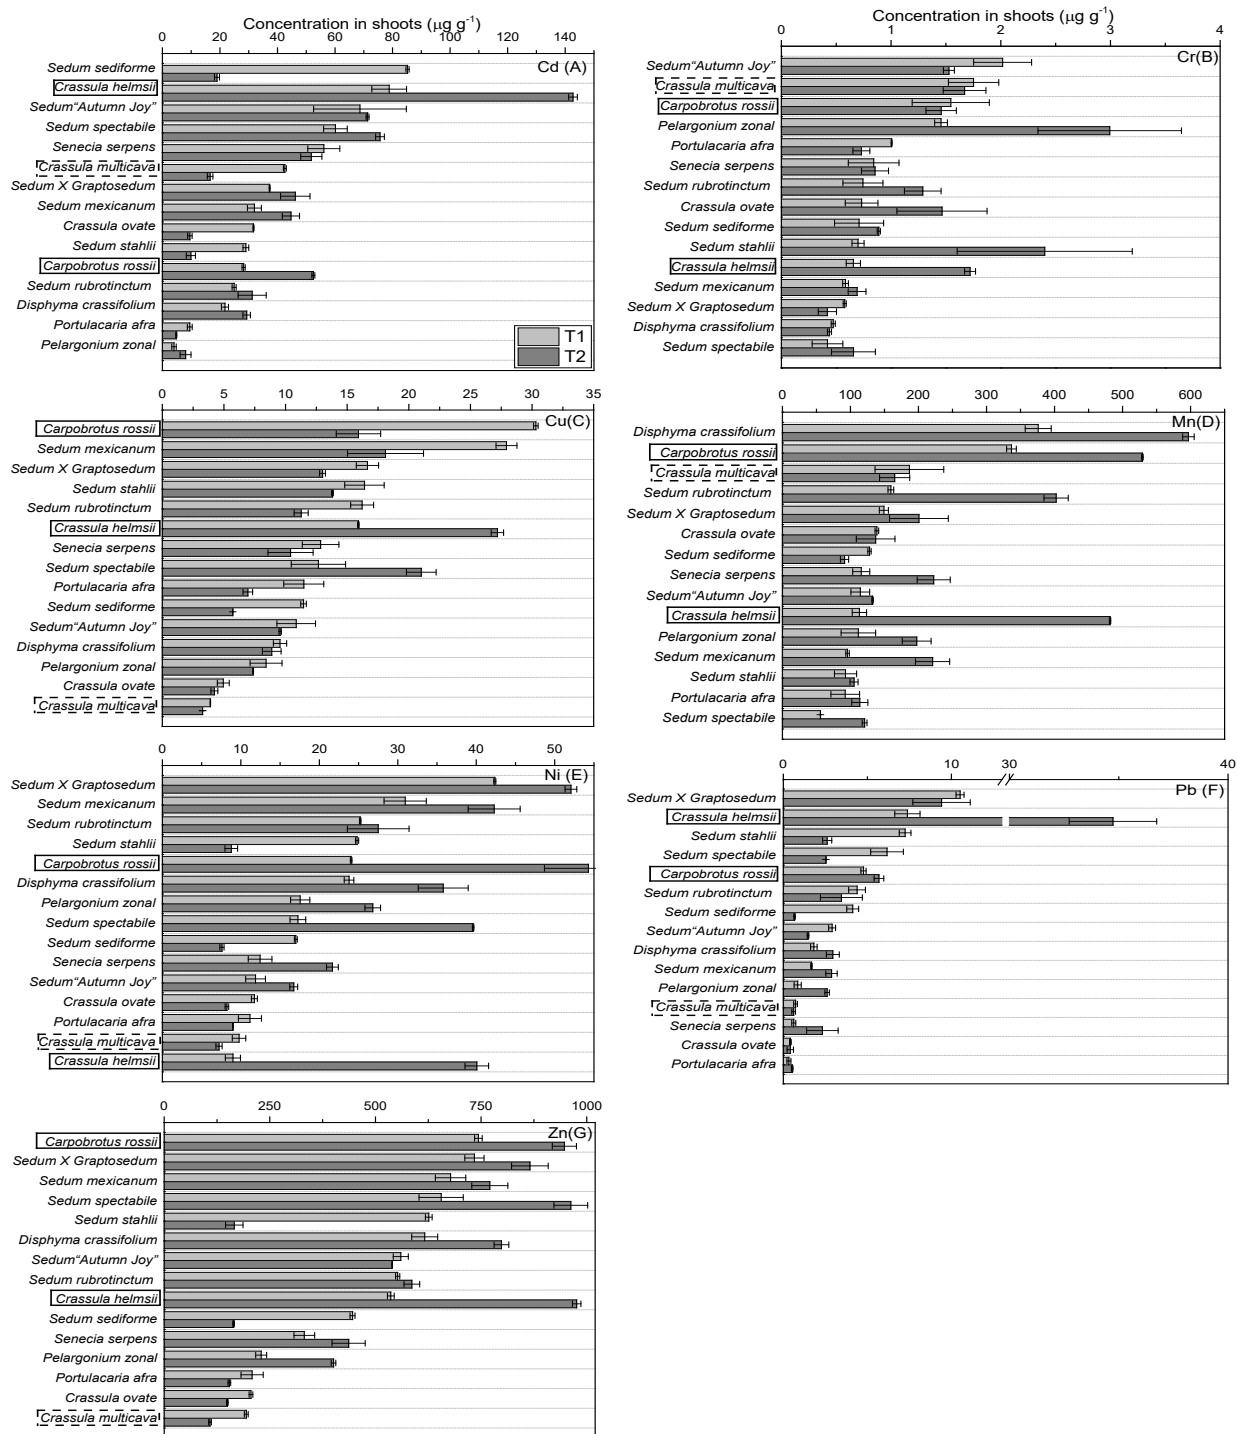 Concentration in shoots (μg g⁻¹)
0 20 40 60 80 100 120 140
Cd (A)
Sedum sediforme
Crassula helmsii
Sedum“Autumn Joy”
Sedum spectabile
Senecia serpens
Crassula multicava
Sedum X Graptosedum
Sedum mexicanum
Crassula ovate
Sedum stahlii
Carpobrotus rossii
Sedum rubrotinctum
Disphyma crassifolium
Portulacaria afra
Pelargonium zonal
T1
T2
Concentration in shoots (μg g⁻¹)
0 1 2 3 4
Cr(B)
Sedum“Autumn Joy”
Crassula multicava
Carpobrotus rossii
Pelargonium zonal
Portulacaria afra
Senecia serpens
Sedum rubrotinctum
Crassula ovate
Sedum sediforme
Sedum stahlii
Crassula helmsii
Sedum mexicanum
Sedum X Graptosedum
Disphyma crassifolium
Sedum spectabile
0 5 10 15 20 25 30 35
Cu(C)
Carpobrotus rossii
Sedum mexicanum
Sedum X Graptosedum
Sedum stahlii
Sedum rubrotinctum
Crassula helmsii
Senecia serpens
Sedum spectabile
Portulacaria afra
Sedum sediforme
Sedum“Autumn Joy”
Disphyma crassifolium
Pelargonium zonal
Crassula ovate
Crassula multicava
0 100 200 300 400 500 600
Mn(D)
Disphyma crassifolium
Carpobrotus rossii
Crassula multicava
Sedum rubrotinctum
Sedum X Graptosedum
Crassula ovate
Sedum sediforme
Senecia serpens
Sedum“Autumn Joy”
Crassula helmsii
Pelargonium zonal
Sedum mexicanum
Sedum stahlii
Portulacaria afra
Sedum spectabile
0 10 20 30 40 50
Ni (E)
Sedum X Graptosedum
Sedum mexicanum
Sedum rubrotinctum
Sedum stahlii
Carpobrotus rossii
Disphyma crassifolium
Pelargonium zonal
Sedum spectabile
Sedum sediforme
Senecia serpens
Sedum“Autumn Joy”
Crassula ovate
Portulacaria afra
Crassula multicava
Crassula helmsii
0 10 30 40
Pb (F)
Sedum X Graptosedum
Crassula helmsii
Sedum stahlii
Sedum spectabile
Carpobrotus rossii
Sedum rubrotinctum
Sedum sediforme
Sedum“Autumn Joy”
Disphyma crassifolium
Sedum mexicanum
Pelargonium zonal
Crassula multicava
Senecia serpens
Crassula ovate
Portulacaria afra
0 250 500 750 1000
Zn(G)
Carpobrotus rossii
Sedum X Graptosedum
Sedum mexicanum
Sedum spectabile
Sedum stahlii
Disphyma crassifolium
Sedum“Autumn Joy”
Sedum rubrotinctum
Crassula helmsii
Sedum sediforme
Senecia serpens
Pelargonium zonal
Portulacaria afra
Crassula ovate
Crassula multicava